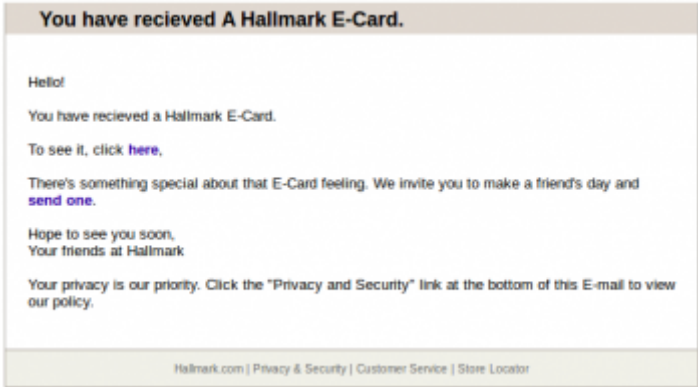 You have recieved A Hallmark E-Card.
Hello!
You have recieved a Hallmark E-Card.
To see it, click here,
There's something special about that E-Card feeling. We invite you to make a friend's day and
send one.
Hope to see you soon,
Your friends at Hallmark
Your privacy is our priority. Click the "Privacy and Security" link at the bottom of this E-mail to view
our policy.
Hallmark.com | Privacy & Security | Customer Service | Store Locator